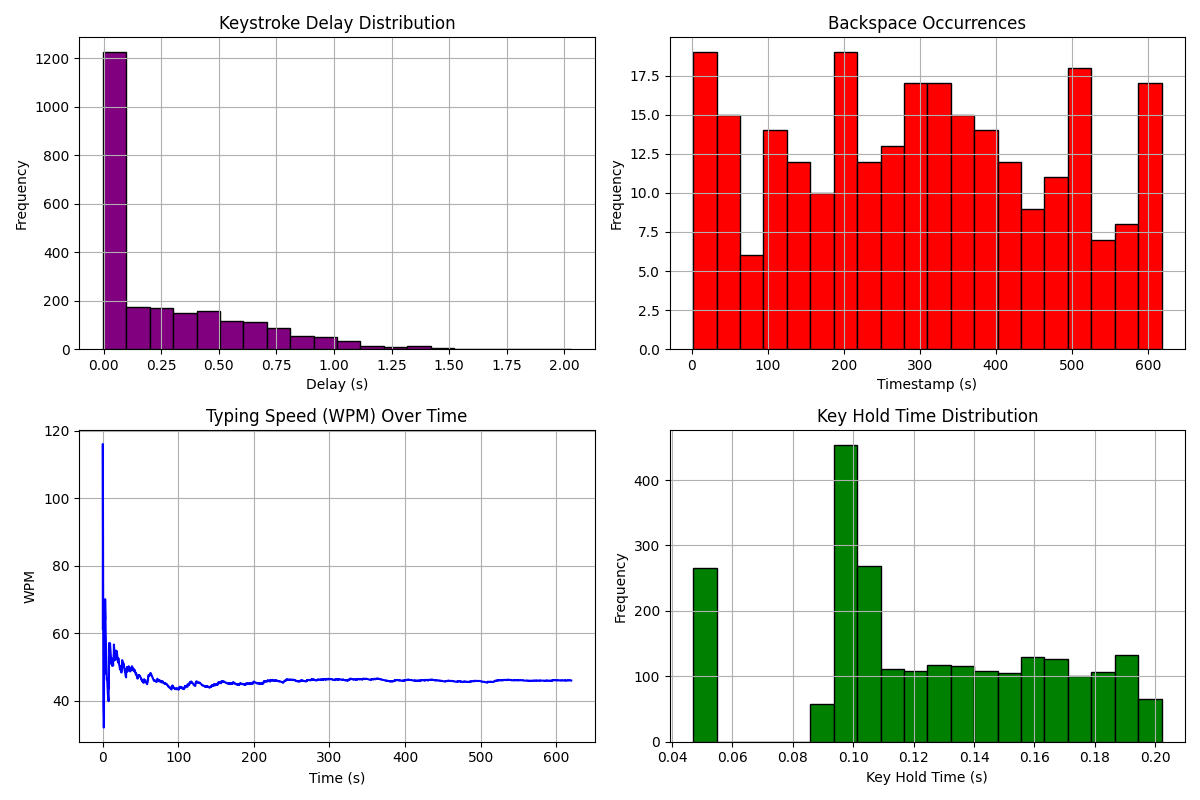 Keystroke Delay Distribution
Frequency
1200
1000
800
600
400
200
0
0.00 0.25 0.50 0.75 1.00 1.25 1.50 1.75 2.00
Delay (s)
Backspace Occurrences
Frequency
17.5
15.0
12.5
10.0
7.5
5.0
2.5
0.0
0 100 200 300 400 500 600
Timestamp (s)
Typing Speed (WPM) Over Time
WPM
120
100
80
60
40
0 100 200 300 400 500 600
Time (s)
Key Hold Time Distribution
Frequency
400
300
200
100
0
0.04 0.06 0.08 0.10 0.12 0.14 0.16 0.18 0.20
Key Hold Time (s)